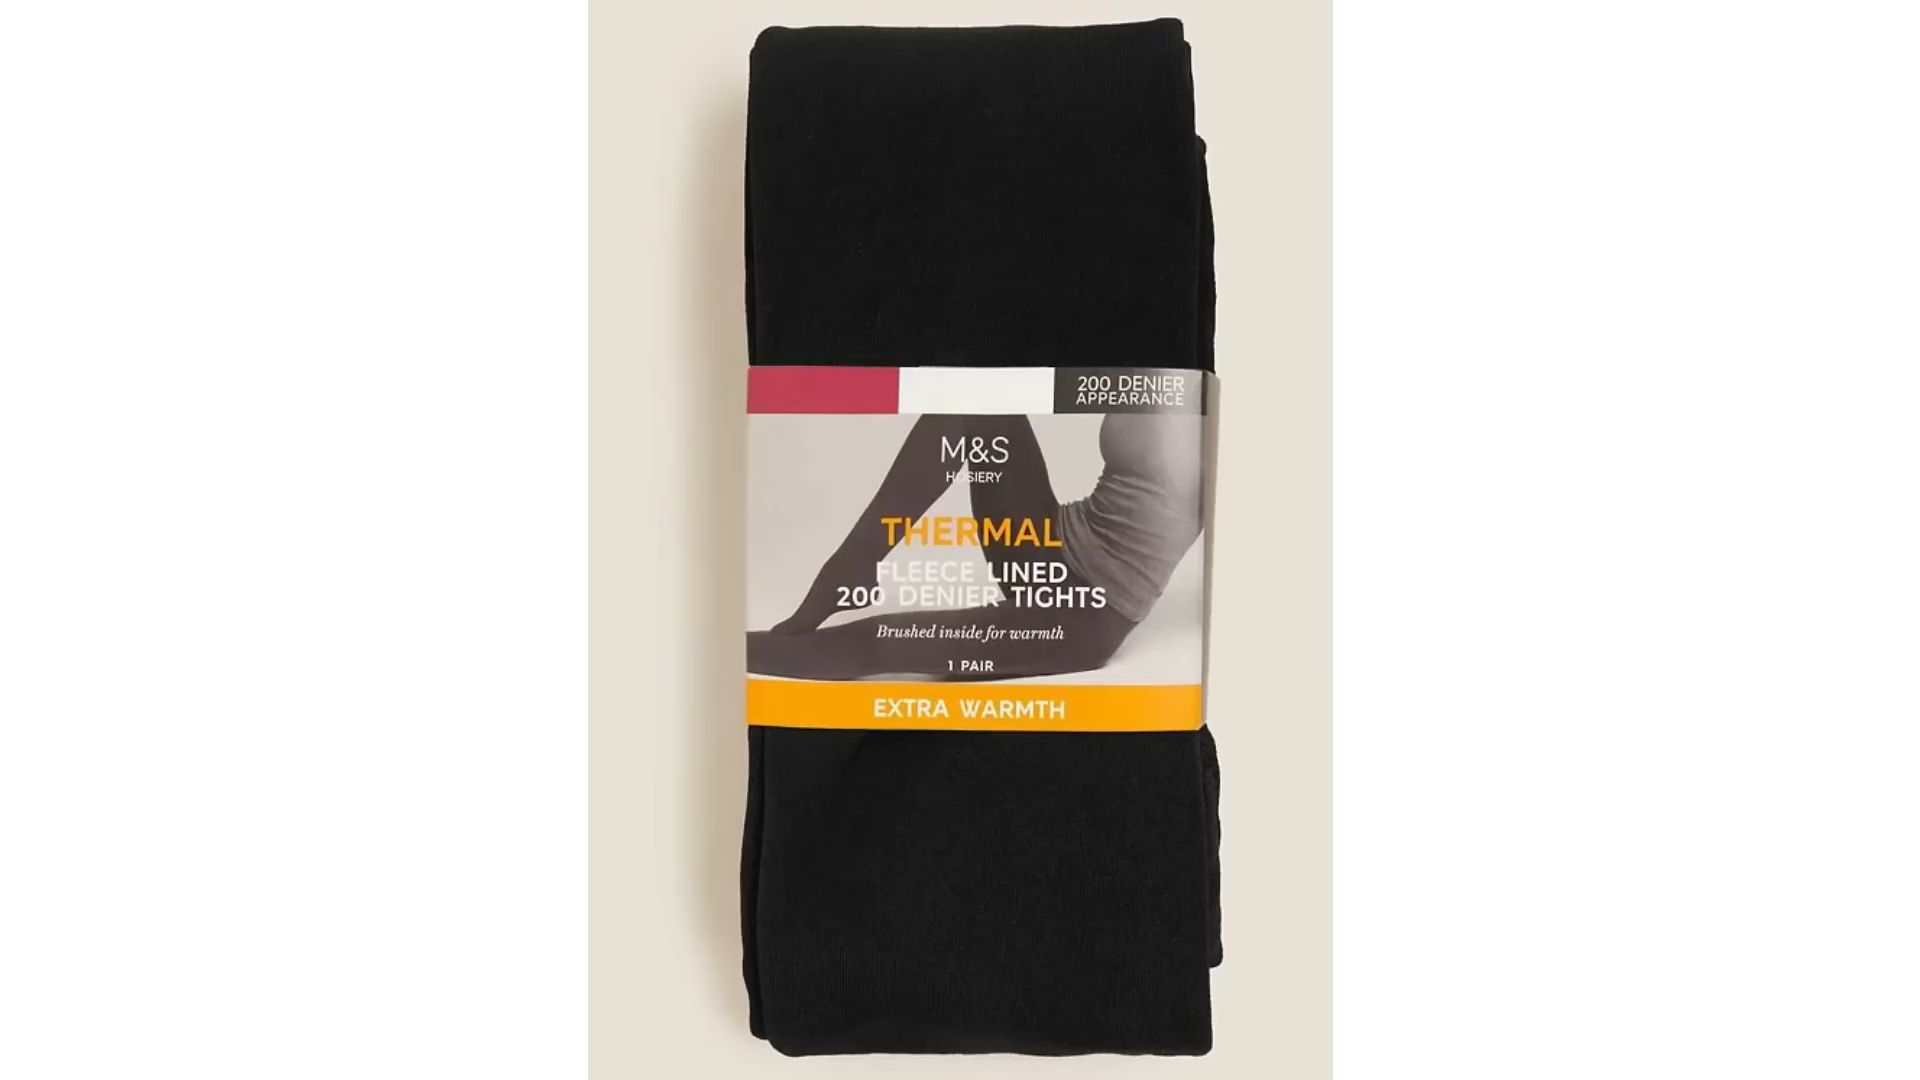 200 DENIER
APPEARANCE
M&S
HOSIERY
THERMAL
FLEECE LINED
200 DENIER TIGHTS
Brushed inside for warmth
1 PAIR
EXTRA WARMTH